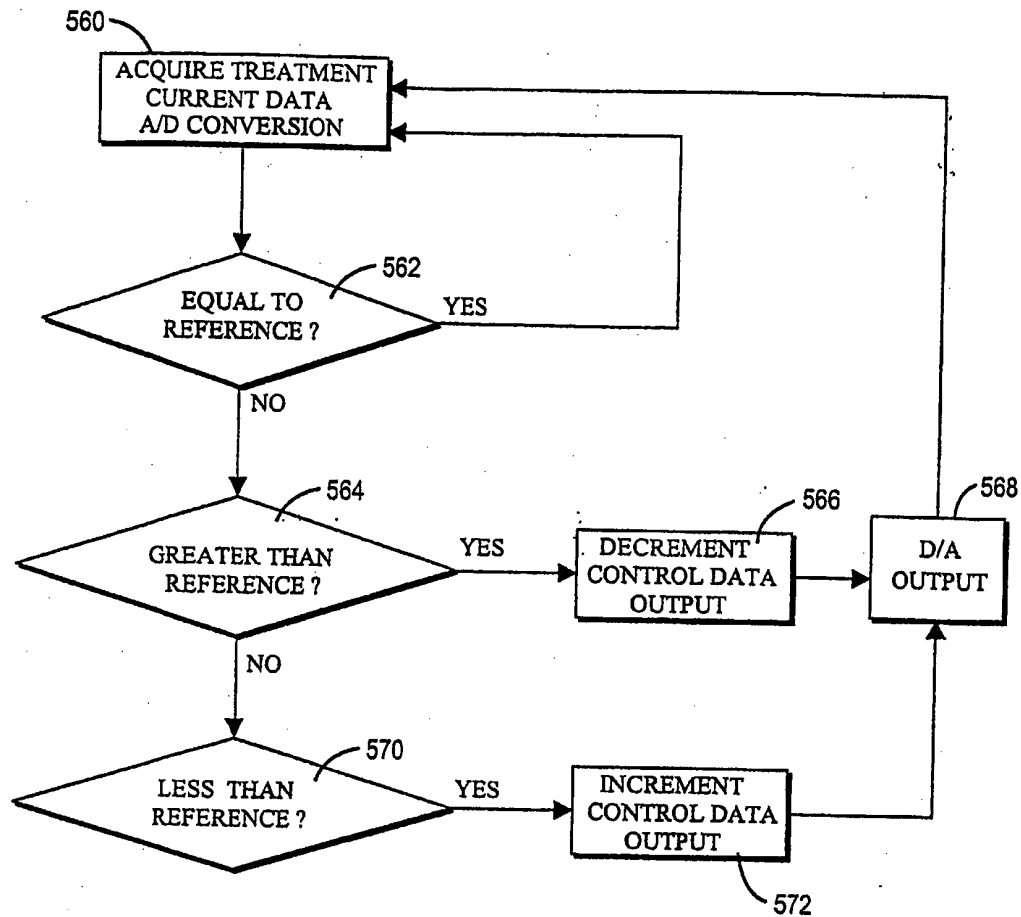 560
ACQUIRE TREATMENT
CURRENT DATA
A/D CONVERSION
562
EQUAL TO
REFERENCE ?
YES
NO
564
GREATER THAN
REFERENCE ?
YES
566
DECREMENT
CONTROL DATA
OUTPUT
568
D/A
OUTPUT
NO
570
LESS THAN
REFERENCE ?
YES
INCREMENT
CONTROL DATA
OUTPUT
572